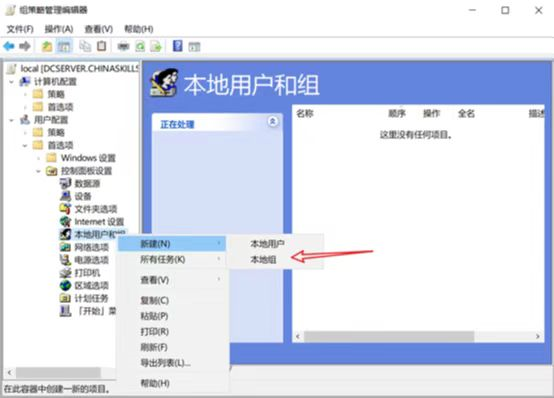 组策略管理编辑器
文件(F) 操作(A) 查看(V) 帮助(H)
local [DCSERVER.CHINASKILLS
计算机配置
策略
首选项
用户配置
策略
首选项
Windows 设置
控制面板设置
数据源
设备
文件夹选项
Internet 设置
本地用户和组
网络选项
电源选项
打印机
区域选项
计划任务
「开始」菜
本地用户和组
正在处理
名称 顺序 操作 全名 描述
这里没有任何项目。
新建(N)
所有任务(K)
查看(V)
复制(C)
粘贴(P)
打印(R)
刷新(F)
导出列表(L)...
帮助(H)
本地用户
本地组
在此容器中创建一新的项目。